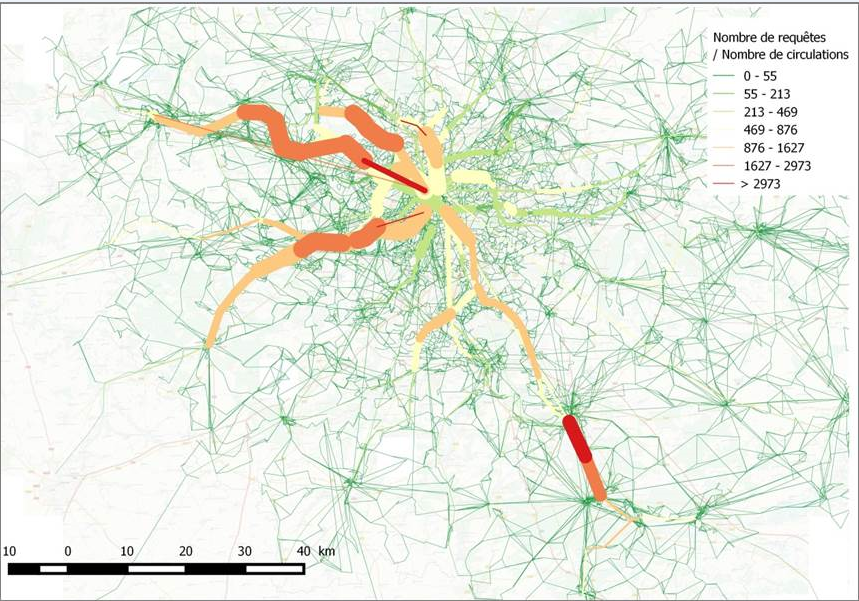 Nombre de requêtes
/ Nombre de circulations
0 - 55
55 - 213
213 - 469
469 - 876
876 - 1627
1627 - 2973
> 2973
10 0 10 20 30 40 km